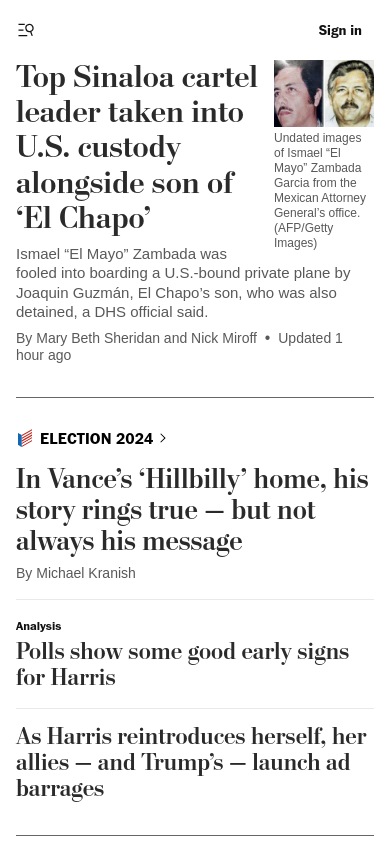 Sign in
Top Sinaloa cartel
leader taken into
U.S. custody
alongside son of
‘El Chapo’
Undated images
of Ismael “El
Mayo” Zambada
Garcia from the
Mexican Attorney
General’s office.
(AFP/Getty
Images)
Ismael “El Mayo” Zambada was
fooled into boarding a U.S.-bound private plane by
Joaquin Guzmán, El Chapo’s son, who was also
detained, a DHS official said.
By Mary Beth Sheridan and Nick Miroff • Updated 1
hour ago
ELECTION 2024
In Vance’s ‘Hillbilly’ home, his
story rings true — but not
always his message
By Michael Kranish
Analysis
Polls show some good early signs
for Harris
As Harris reintroduces herself, her
allies — and Trump’s — launch ad
barrages